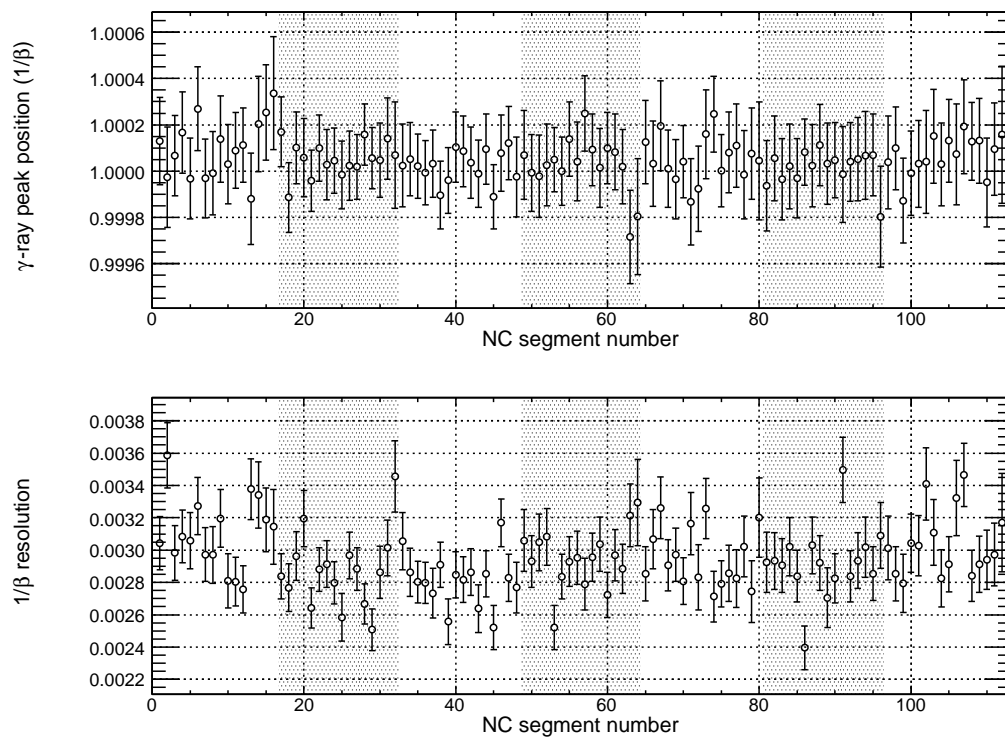 γ-ray peak position (1/β)
1.0006
1.0004
1.0002
1.0000
0.9998
0.9996
0 20 40 60 80 100
NC segment number
1/β resolution
0.0038
0.0036
0.0034
0.0032
0.0030
0.0028
0.0026
0.0024
0.0022
0 20 40 60 80 100
NC segment number